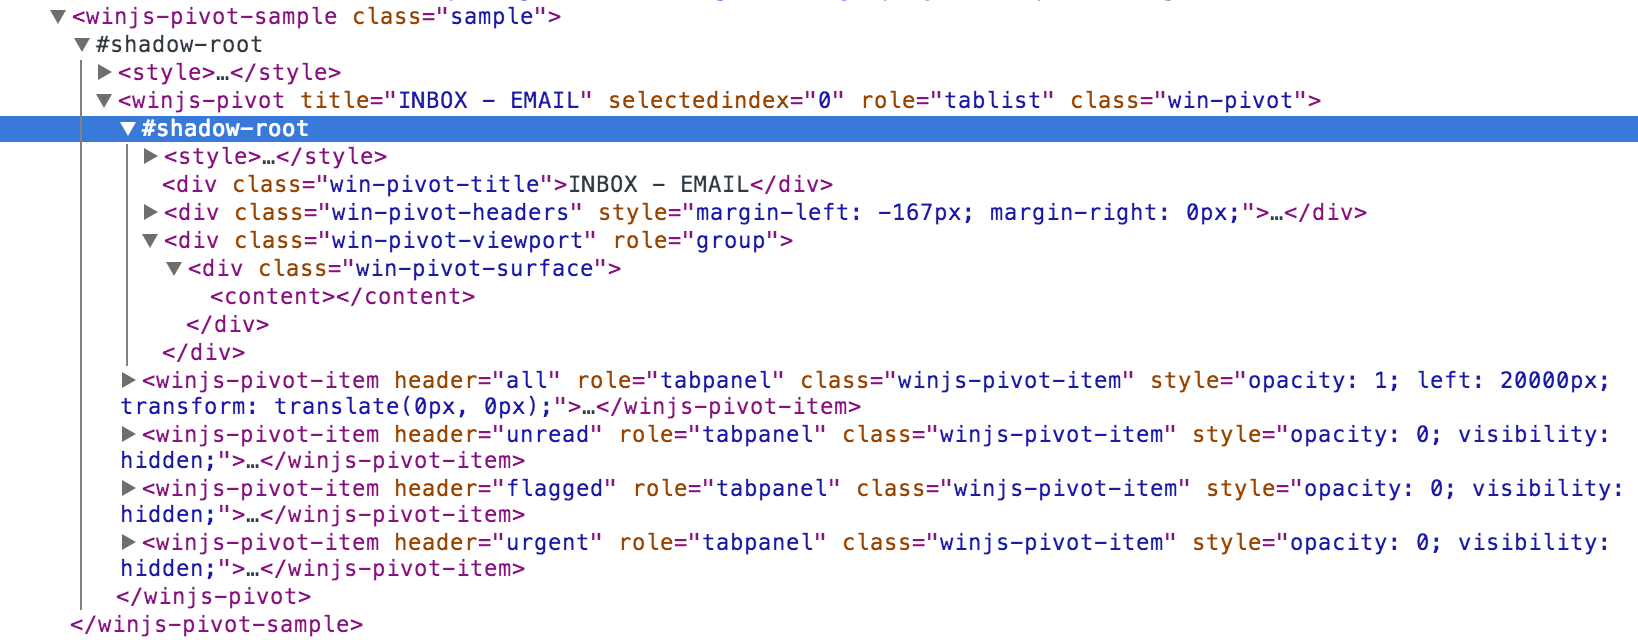 ▼<winjs-pivot-sample class="sample">
▼#shadow-root
▶<style>…</style>
▼<winjs-pivot title="INBOX - EMAIL" selectedindex="0" role="tablist" class="win-pivot">
▼#shadow-root
▶<style>…</style>
<div class="win-pivot-title">INBOX - EMAIL</div>
▶<div class="win-pivot-headers" style="margin-left: -167px; margin-right: 0px;">…</div>
▼<div class="win-pivot-viewport" role="group">
▼<div class="win-pivot-surface">
<content></content>
</div>
</div>
▶<winjs-pivot-item header="all" role="tabpanel" class="winjs-pivot-item" style="opacity: 1; left: 20000px;
transform: translate(0px, 0px);">…</winjs-pivot-item>
▶<winjs-pivot-item header="unread" role="tabpanel" class="winjs-pivot-item" style="opacity: 0; visibility:
hidden;">…</winjs-pivot-item>
▶<winjs-pivot-item header="flagged" role="tabpanel" class="winjs-pivot-item" style="opacity: 0; visibility:
hidden;">…</winjs-pivot-item>
▶<winjs-pivot-item header="urgent" role="tabpanel" class="winjs-pivot-item" style="opacity: 0; visibility:
hidden;">…</winjs-pivot-item>
</winjs-pivot>
</winjs-pivot-sample>